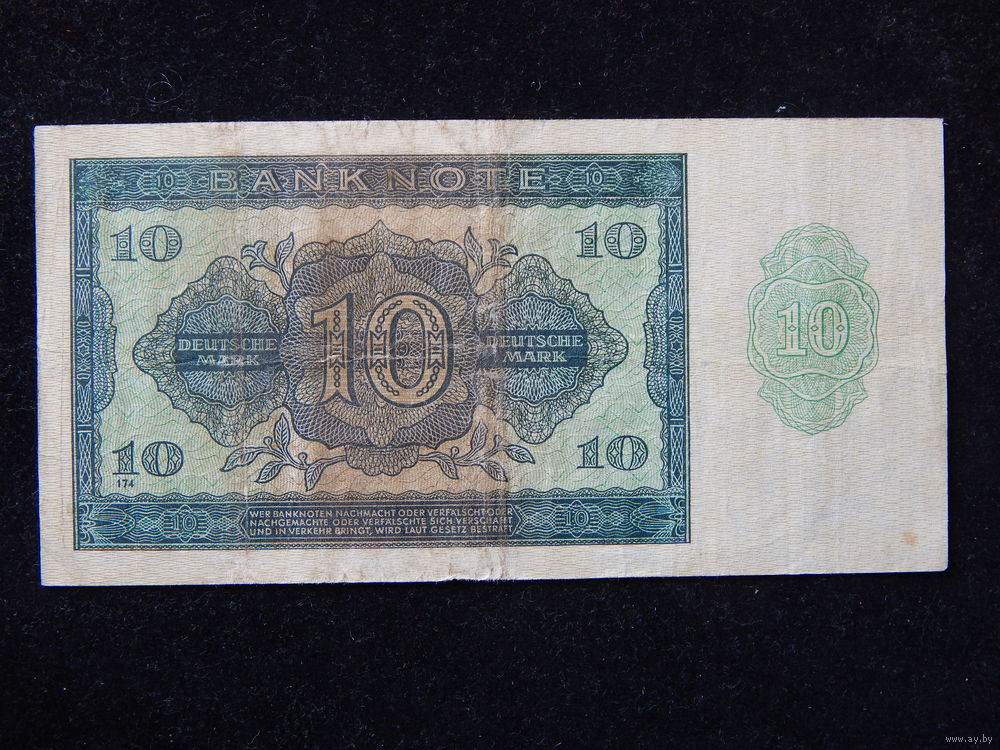 10 BANKNOTE 10
10 10
DEUTSCHE MARK
10
DEUTSCHE MARK
10
10 10
174
10
WER BANKNOTEN NACHMACHT ODER VERFÄLSCHT ODER
NACHGEMACHTE ODER VERFÄLSCHTE SICH VERSCHAFFT
UND IN VERKEHR BRINGT, WIRD LAUT GESETZ BESTRAFT
10
www.ay.by